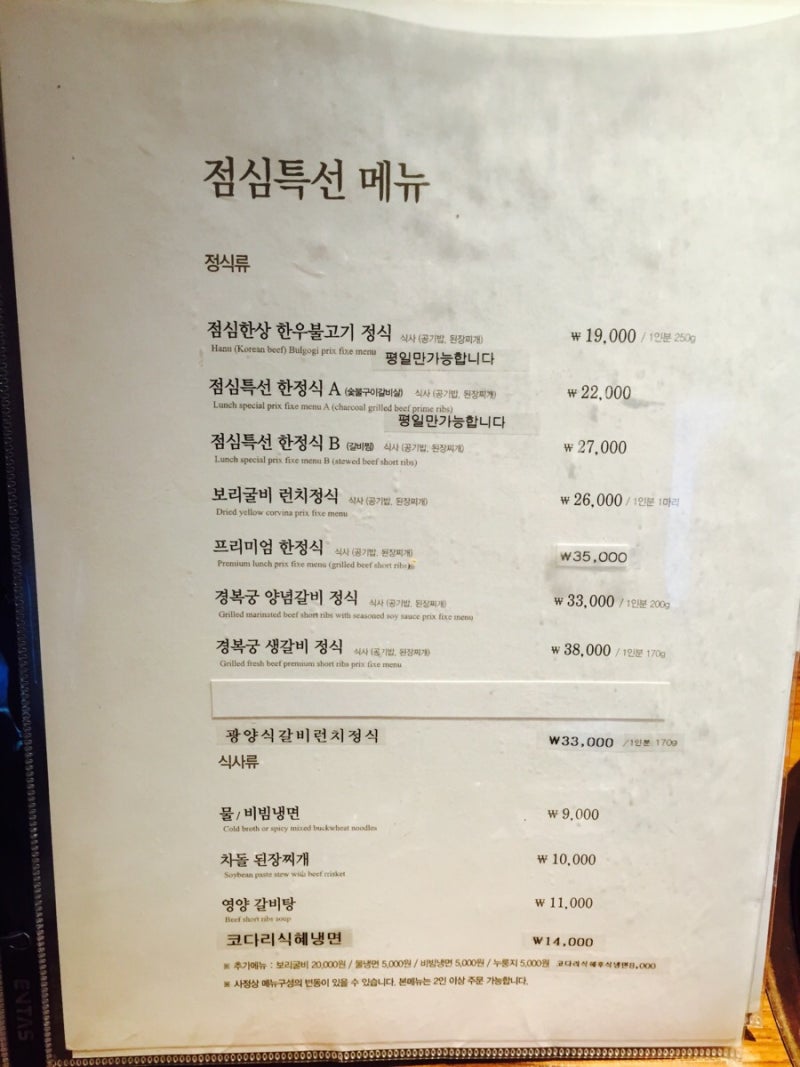 점심특선 메뉴
정식류
점심한상 한우불고기 정식 식사 (공기밥, 된장찌개) ₩ 19,000 / 1인분 250g
Hanu (Korean beef) Bulgogi prix fixe menu 평일만가능합니다
점심특선 한정식 A (숯불구이갈비살) 식사 (공기밥, 된장찌개) ₩ 22,000
Lunch special prix fixe menu A (charcoal grilled beef prime ribs)
평일만가능합니다
점심특선 한정식 B (갈비찜) 식사 (공기밥, 된장찌개) ₩ 27,000
Lunch special prix fixe menu B (stewed beef short ribs)
보리굴비 런치정식 식사 (공기밥, 된장찌개) ₩ 26,000 / 1인분 1마리
Dried yellow corvina prix fixe menu
프리미엄 한정식 식사 (공기밥, 된장찌개) ₩35,000
Premium lunch prix fixe menu (grilled beef short ribs)
경복궁 양념갈비 정식 식사 (공기밥, 된장찌개) ₩ 33,000 / 1인분 200g
Grilled marinated beef short ribs with seasoned soy sauce prix fixe menu
경복궁 생갈비 정식 식사 (공기밥, 된장찌개) ₩ 38,000 / 1인분 170g
Grilled fresh beef premium short ribs prix fixe menu
광양식갈비런치정식 ₩33,000 /1인분 170g
식사류
물 / 비빔냉면 ₩ 9,000
Cold broth or spicy mixed buckwheat noodles
차돌 된장찌개 ₩ 10,000
Soybean paste stew with beef risket
영양 갈비탕 ₩ 11,000
Beef short ribs soup
코다리식혜냉면 ₩14,000
※ 추가메뉴 : 보리굴비 20,000원 / 물냉면 5,000원 / 비빔냉면 5,000원 / 누룽지 5,000원 코다리식혜후식냉면8,000
※ 사정상 메뉴구성의 변동이 있을 수 있습니다. 본메뉴는 2인 이상 주문 가능합니다.
ENTAS